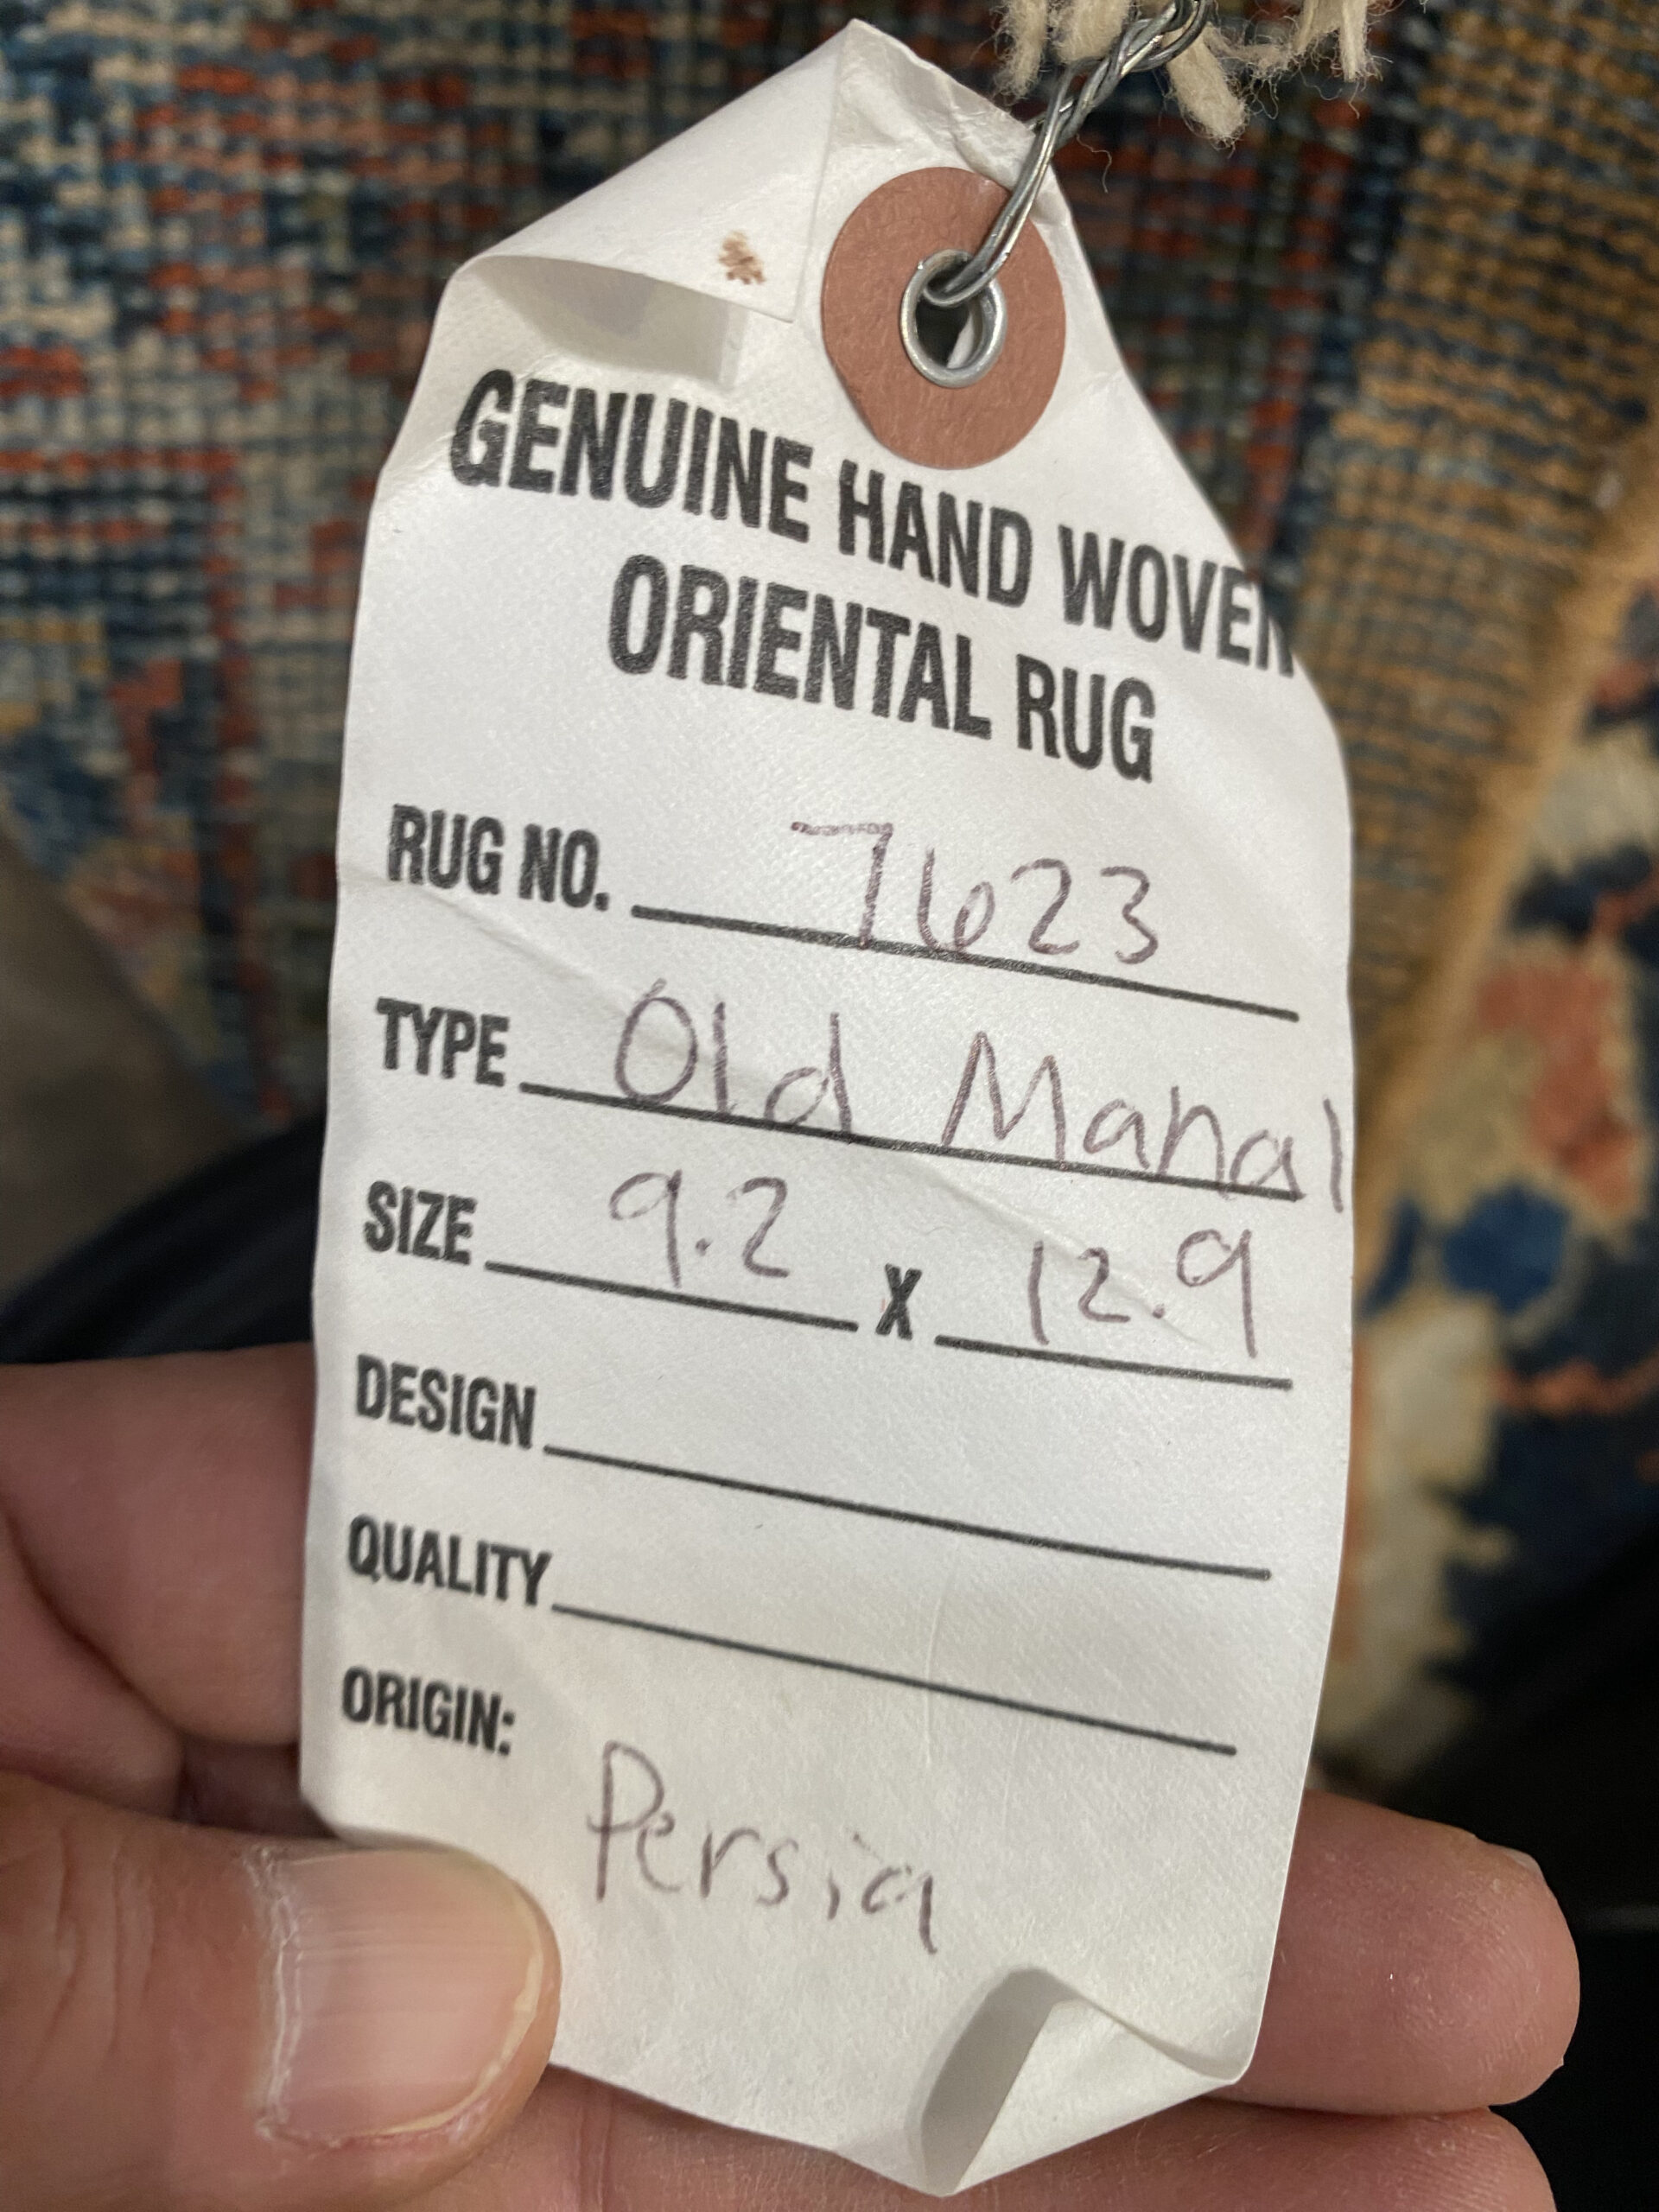 GENUINE HAND WOVEN
ORIENTAL RUG
RUG NO. 7623
TYPE Old Mahal
SIZE 9.2 X 12.9
DESIGN
QUALITY
ORIGIN:
Persia